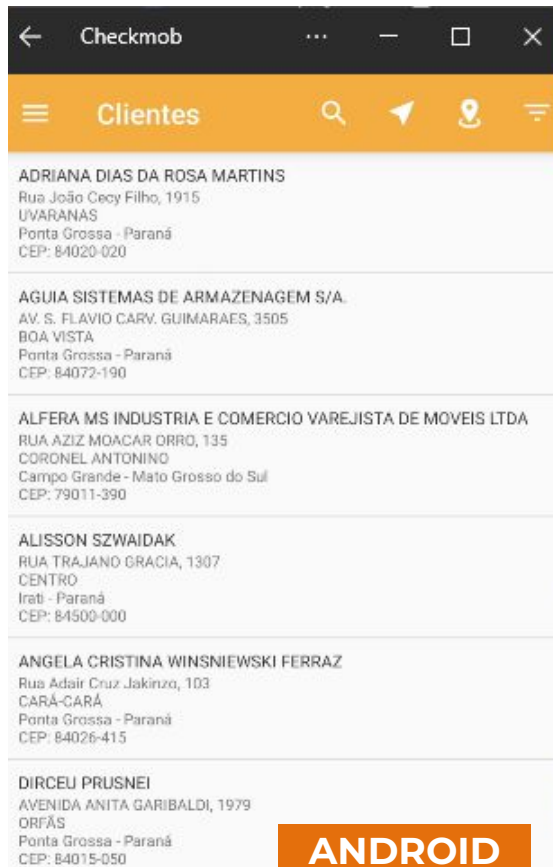 Checkmob
Clientes
ADRIANA DIAS DA ROSA MARTINS
Rua João Cecy Filho, 1915
UVARANAS
Ponta Grossa - Paraná
CEP: 84020-020
AGUIA SISTEMAS DE ARMAZENAGEM S/A.
AV. S. FLAVIO CARV. GUIMARAES, 3505
BOA VISTA
Ponta Grossa - Paraná
CEP: 84072-190
ALFERA MS INDUSTRIA E COMERCIO VAREJISTA DE MOVEIS LTDA
RUA AZIZ MOACAR ORRO, 135
CORONEL ANTONINO
Campo Grande - Mato Grosso do Sul
CEP: 79011-390
ALISSON SZWAIDAK
RUA TRAJANO GRACIA, 1307
CENTRO
Irati - Paraná
CEP: 84500-000
ANGELA CRISTINA WINSNIEWSKI FERRAZ
Rua Adair Cruz Jakinzo, 103
CARÁ-CARÁ
Ponta Grossa - Paraná
CEP: 84026-415
DIRCEU PRUSNEI
AVENIDA ANITA GARIBALDI, 1979
ORFÃS
Ponta Grossa - Paraná
CEP: 84015-050
ANDROID